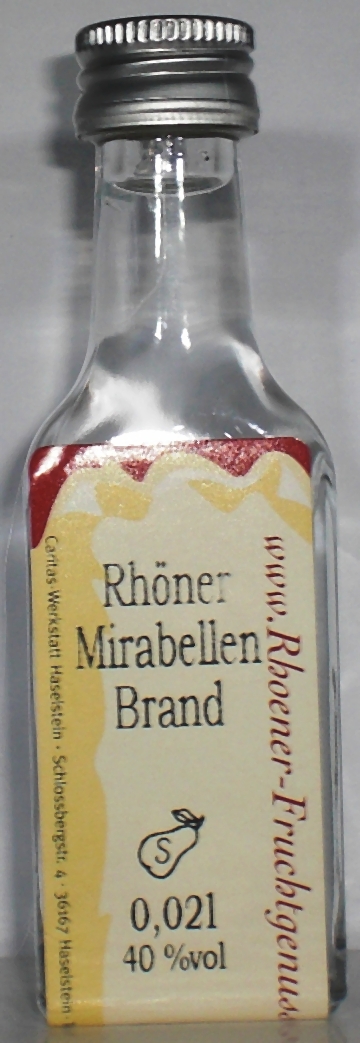 Rhöner
Mirabellen
Brand
S
0,02l
40 %vol
Caritas-Werkstatt Haselstein · Schlossbergstr. 4 · 36167 Haselstein ·
www.Rhoener-Fruchtgenuss